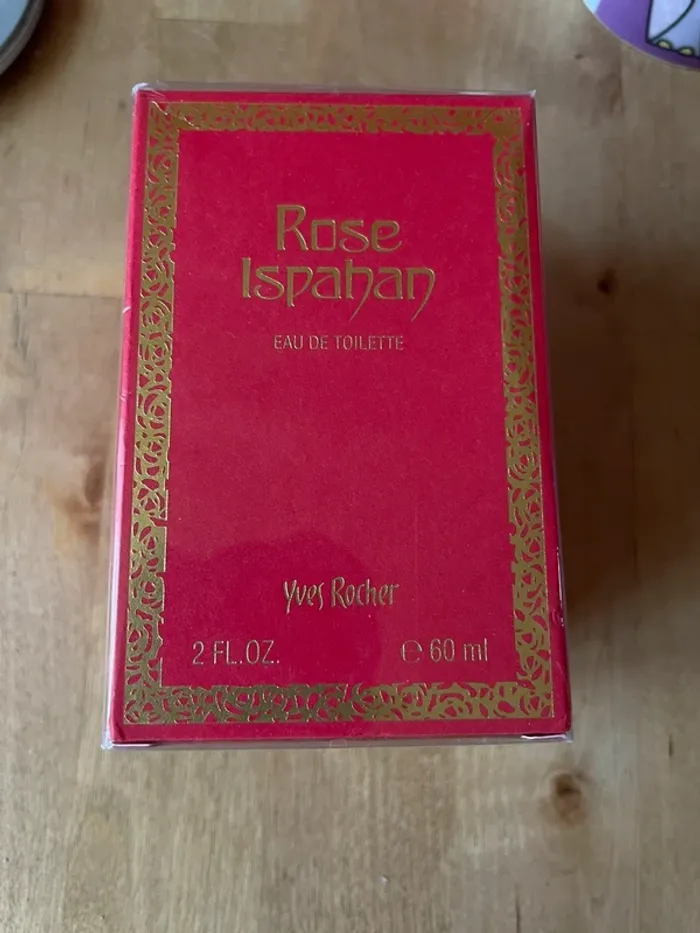 Rose
Ispahan
EAU DE TOILETTE
Yves Rocher
2 FL.OZ. ℮ 60 ml